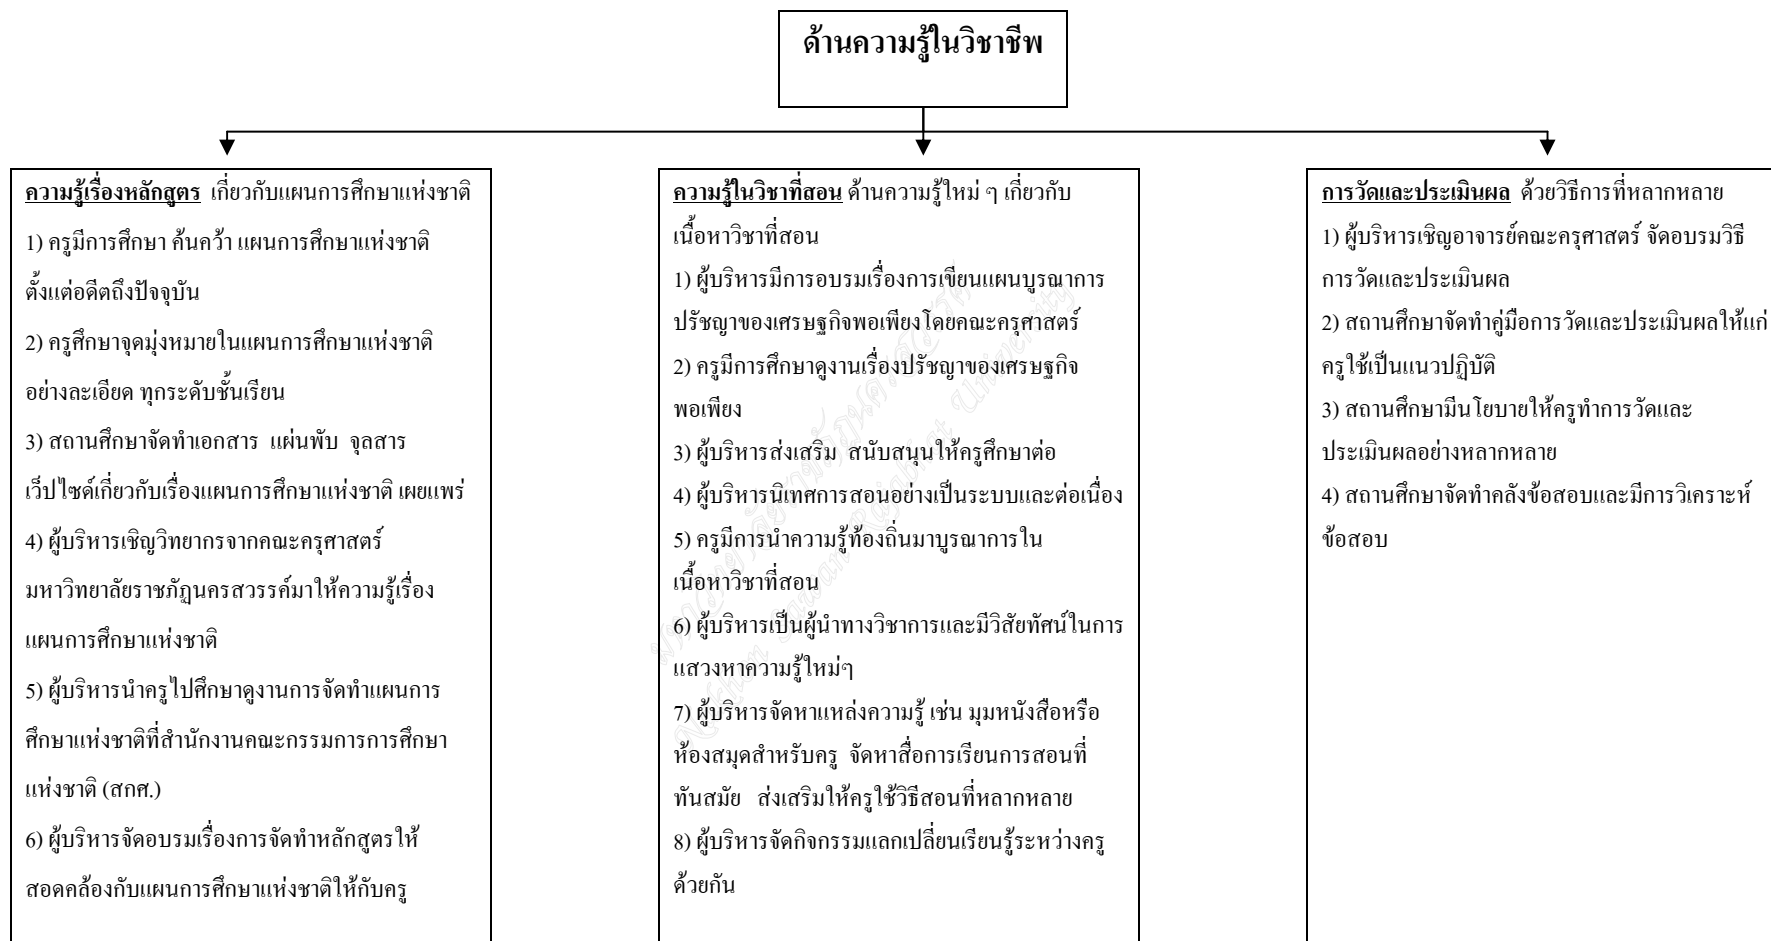 ด้านความรู้ในวิชาชีพ
ความรู้เรื่องหลักสูตร เกี่ยวกับแผนการศึกษาแห่งชาติ
1) ครูมีการศึกษา ค้นคว้า แผนการศึกษาแห่งชาติ
ตั้งแต่อดีตถึงปัจจุบัน
2) ครูศึกษาจุดมุ่งหมายในแผนการศึกษาแห่งชาติ
อย่างละเอียด ทุกระดับชั้นเรียน
3) สถานศึกษาจัดทำเอกสาร แผ่นพับ จุลสาร
เว็ปไซด์เกี่ยวกับเรื่องแผนการศึกษาแห่งชาติ เผยแพร่
4) ผู้บริหารเชิญวิทยากรจากคณะครุศาสตร์
มหาวิทยาลัยราชภัฏนครสวรรค์มาให้ความรู้เรื่อง
แผนการศึกษาแห่งชาติ
5) ผู้บริหารนำครูไปศึกษาดูงานการจัดทำแผนการ
ศึกษาแห่งชาติที่สำนักงานคณะกรรมการการศึกษา
แห่งชาติ (สกศ.)
6) ผู้บริหารจัดอบรมเรื่องการจัดทำหลักสูตรให้
สอดคล้องกับแผนการศึกษาแห่งชาติให้กับครู
ความรู้ในวิชาที่สอน ด้านความรู้ใหม่ ๆ เกี่ยวกับ
เนื้อหาวิชาที่สอน
1) ผู้บริหารมีการอบรมเรื่องการเขียนแผนบูรณาการ
ปรัชญาของเศรษฐกิจพอเพียงโดยคณะครุศาสตร์
2) ครูมีการศึกษาดูงานเรื่องปรัชญาของเศรษฐกิจ
พอเพียง
3) ผู้บริหารส่งเสริม สนับสนุนให้ครูศึกษาต่อ
4) ผู้บริหารนิเทศการสอนอย่างเป็นระบบและต่อเนื่อง
5) ครูมีการนำความรู้ท้องถิ่นมาบูรณาการใน
เนื้อหาวิชาที่สอน
6) ผู้บริหารเป็นผู้นำทางวิชาการและมีวิสัยทัศน์ในการ
แสวงหาความรู้ใหม่ๆ
7) ผู้บริหารจัดหาแหล่งความรู้ เช่น มุมหนังสือหรือ
ห้องสมุดสำหรับครู จัดหาสื่อการเรียนการสอนที่
ทันสมัย ส่งเสริมให้ครูใช้วิธีสอนที่หลากหลาย
8) ผู้บริหารจัดกิจกรรมแลกเปลี่ยนเรียนรู้ระหว่างครู
ด้วยกัน
การวัดและประเมินผล ด้วยวิธีการที่หลากหลาย
1) ผู้บริหารเชิญอาจารย์คณะครุศาสตร์ จัดอบรมวิธี
การวัดและประเมินผล
2) สถานศึกษาจัดทำคู่มือการวัดและประเมินผลให้แก่
ครูใช้เป็นแนวปฏิบัติ
3) สถานศึกษามีนโยบายให้ครูทำการวัดและ
ประเมินผลอย่างหลากหลาย
4) สถานศึกษาจัดทำคลังข้อสอบและมีการวิเคราะห์
ข้อสอบ
มหาวิทยาลัยราชภัฏนครสวรรค์
Nakhon Sawan Rajabhat University